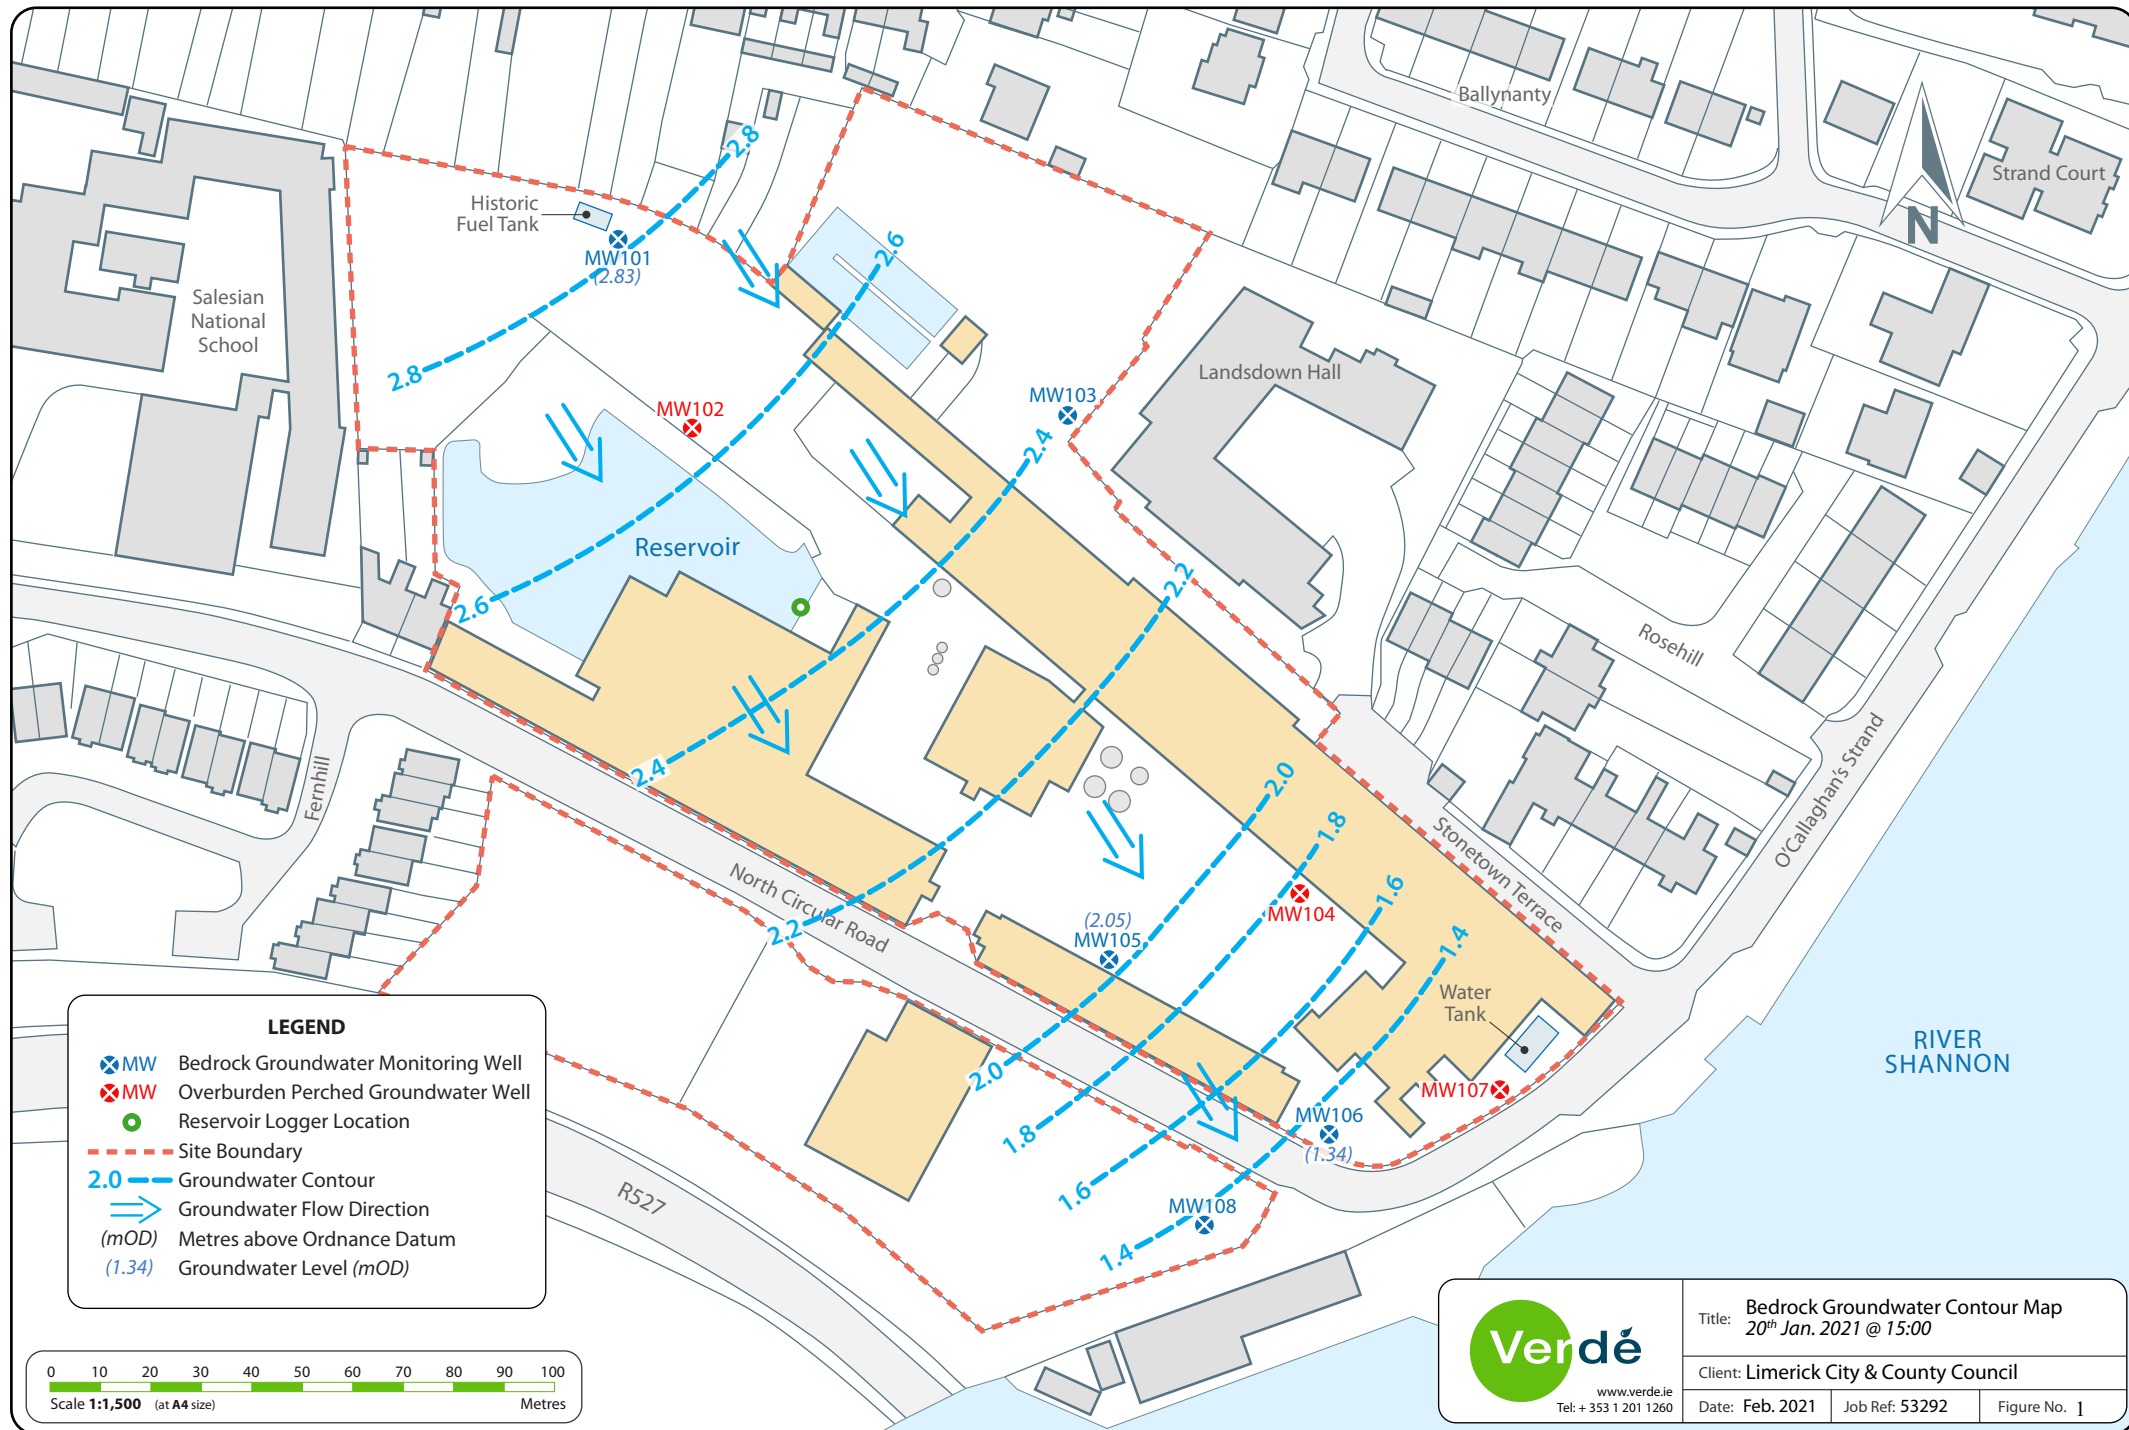 Ballynanty
Strand Court
N
2.8
Historic
Fuel Tank
MW101
(2.83)
2.6
Salesian
National
School
2.8
Landsdown Hall
MW103
MW102
2.4
Reservoir
2.2
2.6
Rosehill
O'Callaghan's Strand
2.4
Fernhill
2.0
1.8
Stonetown Terrace
North Circular Road
1.6
MW104
2.2
(2.05)
MW105
1.4
Water
Tank
RIVER
SHANNON
2.0
MW107
MW106
(1.34)
1.8
1.6
R527
MW108
1.4
LEGEND
MW Bedrock Groundwater Monitoring Well
MW Overburden Perched Groundwater Well
Reservoir Logger Location
Site Boundary
2.0 Groundwater Contour
Groundwater Flow Direction
(mOD) Metres above Ordnance Datum
(1.34) Groundwater Level (mOD)
0 10 20 30 40 50 60 70 80 90 100
Scale 1:1,500 (at A4 size) Metres
Verdé
www.verde.ie
Tel: + 353 1 201 1260
Title: Bedrock Groundwater Contour Map
20th Jan. 2021 @ 15:00
Client: Limerick City & County Council
Date: Feb. 2021 Job Ref: 53292 Figure No. 1